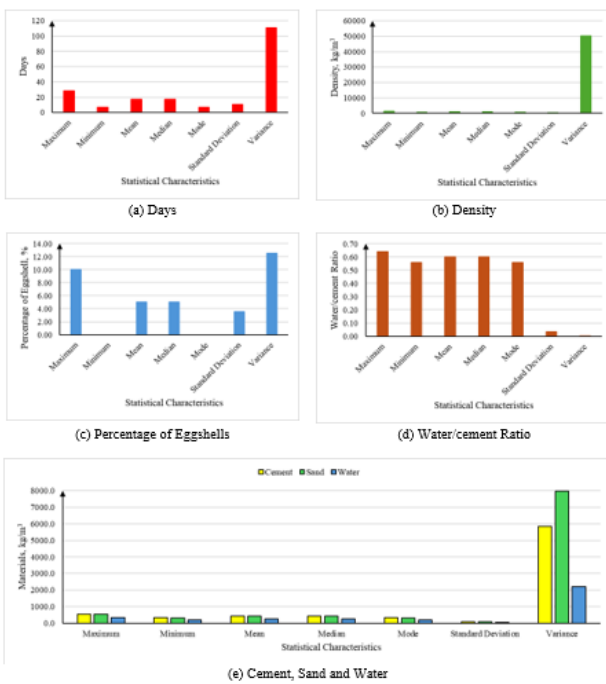 120
100
80
60
40
20
0
Days
Maximum
Minimum
Mean
Median
Mode
Standard Deviation
Variance
Statistical Characteristics
(a) Days
60000
50000
40000
30000
20000
10000
0
Density, kg/m³
Maximum
Minimum
Mean
Median
Mode
Standard Deviation
Variance
Statistical Characteristics
(b) Density
14.00
12.00
10.00
8.00
6.00
4.00
2.00
0.00
Percentage of Eggshell, %
Maximum
Minimum
Mean
Median
Mode
Standard Deviation
Variance
Statistical Characteristics
(c) Percentage of Eggshells
0.70
0.60
0.50
0.40
0.30
0.20
0.10
0.00
Water/cement Ratio
Maximum
Minimum
Mean
Median
Mode
Standard Deviation
Variance
Statistical Characteristics
(d) Water/cement Ratio
Cement Sand Water
8000.0
7000.0
6000.0
5000.0
4000.0
3000.0
2000.0
1000.0
0.0
Materials, kg/m³
Maximum Minimum Mean Median Mode Standard Deviation Variance
Statistical Characteristics
(e) Cement, Sand and Water